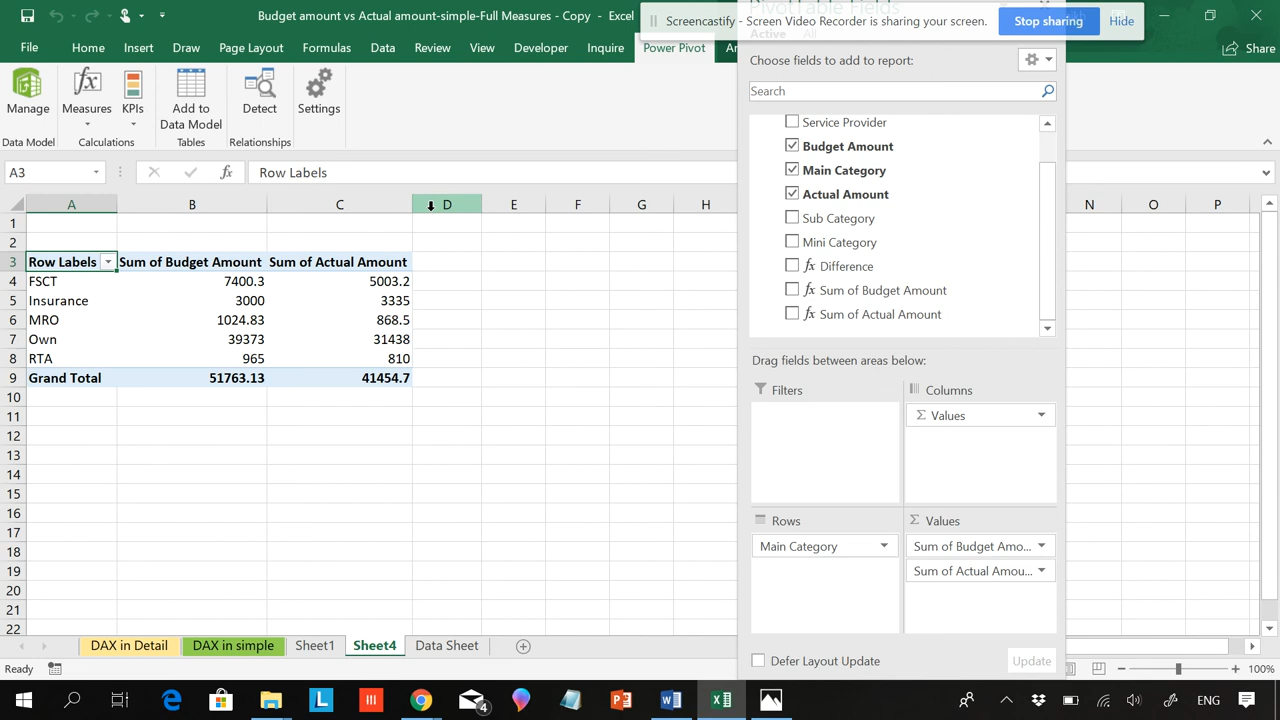 Budget amount vs Actual amount-simple-Full Measures - Copy - Excel
PivotTable Fields
Screencastify - Screen Video Recorder is sharing your screen.
Stop sharing
Hide
Active All
File Home Insert Draw Page Layout Formulas Data Review View Developer Inquire Power Pivot
Share
Manage
Measures
KPIs
Add to
Data Model
Detect
Settings
Data Model
Calculations
Tables
Relationships
Choose fields to add to report:
Search
A3
fx
Row Labels
A B C D E F G H N O P
1
2
3 Row Labels Sum of Budget Amount Sum of Actual Amount
4 FSCT 7400.3 5003.2
5 Insurance 3000 3335
6 MRO 1024.83 868.5
7 Own 39373 31438
8 RTA 965 810
9 Grand Total 51763.13 41454.7
10
11
12
13
14
15
16
17
18
19
20
21
22
Service Provider
Budget Amount
Main Category
Actual Amount
Sub Category
Mini Category
fx Difference
fx Sum of Budget Amount
fx Sum of Actual Amount
Drag fields between areas below:
Filters
Columns
Σ Values
Rows
Σ Values
Main Category
Sum of Budget Amo...
Sum of Actual Amou...
Defer Layout Update
Update
DAX in Detail DAX in simple Sheet1 Sheet4 Data Sheet
Ready
100%
4
ENG